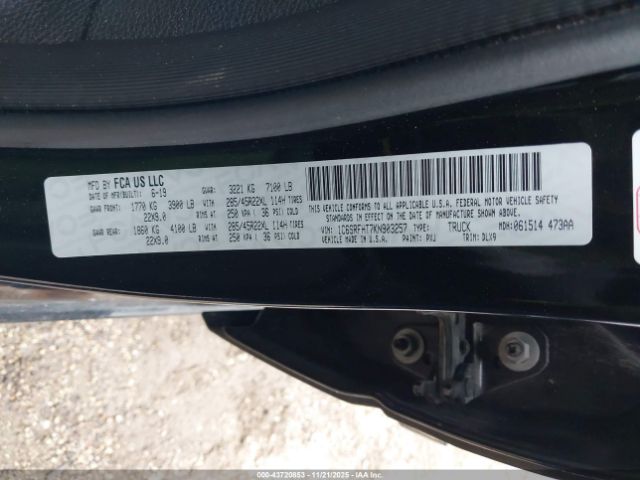 MFD BY: FCA US LLC
DATE OF MFR(BUILT): 6-19
GVWR: 3221 KG 7100 LB
GAWR FRONT: 1770 KG 3900 LB WITH 285/45R22XL 114H TIRES
22X9.0 RIMS AT 250 KPA ( 36 PSI) COLD
GAWR REAR: 1860 KG 4100 LB WITH 285/45R22XL 114H TIRES
22X9.0 RIMS AT 250 KPA ( 36 PSI) COLD
THIS VEHICLE CONFORMS TO ALL APPLICABLE U.S.A. FEDERAL MOTOR VEHICLE SAFETY
STANDARDS IN EFFECT ON THE DATE OF MANUFACTURE SHOWN ABOVE.
VIN: 1C6SRFHT7KN903257 TYPE: TRUCK MDH: 061514 473AA
VEHICLE MADE IN U.S.A. PAINT: PXJ TRIM: DLX9
000-43720853 - 11/21/2025 - IAAI.com